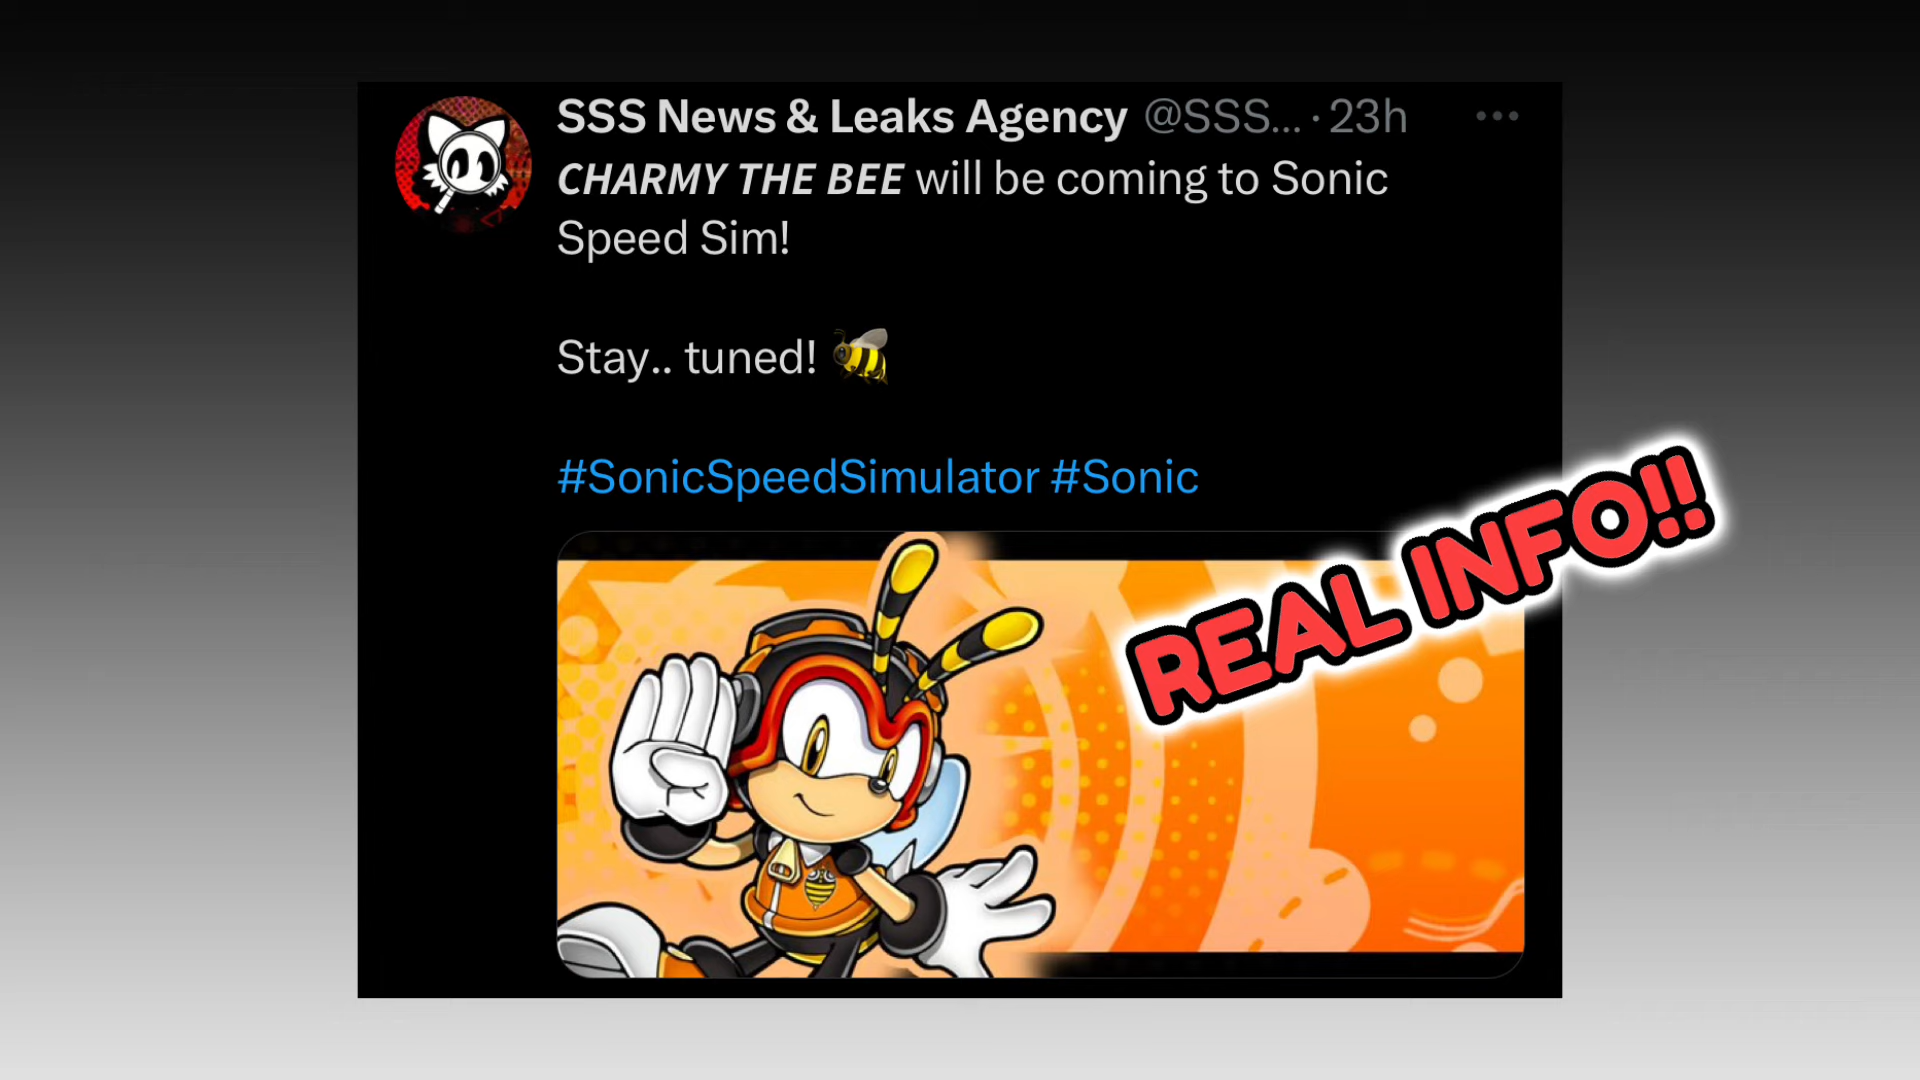 SSS News & Leaks Agency @SSS... · 23h
CHARMY THE BEE will be coming to Sonic
Speed Sim!
Stay.. tuned! 🐝
#SonicSpeedSimulator #Sonic
REAL INFO!!